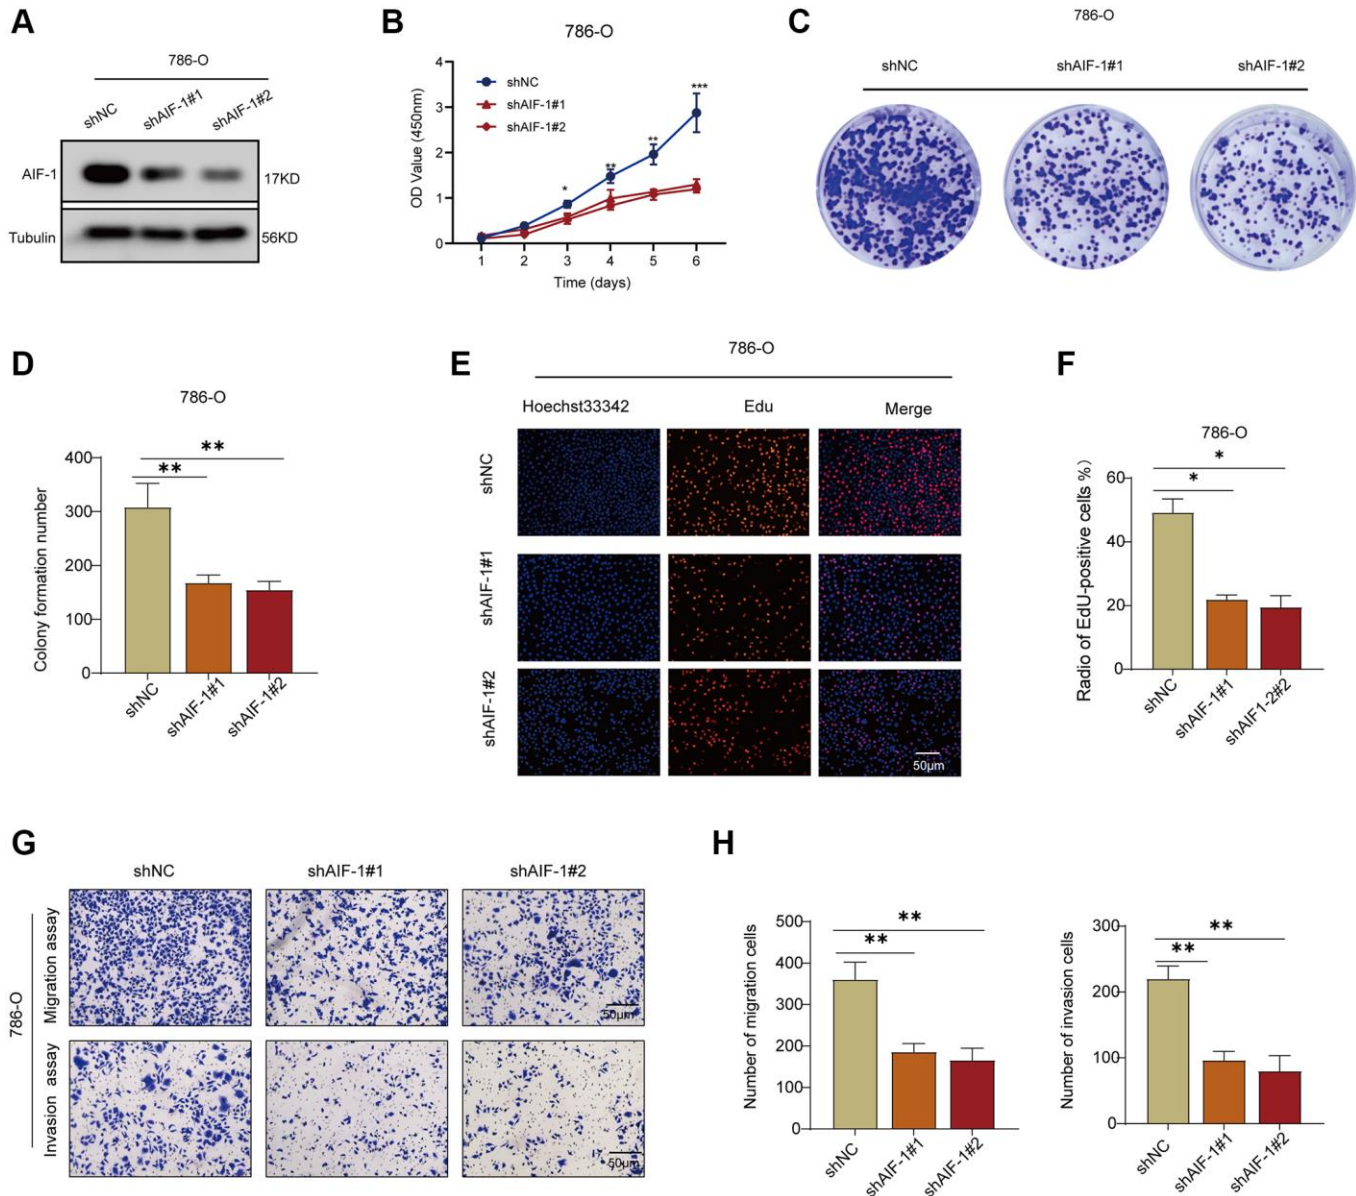 A
786-O
shNC
shAIF-1#1
shAIF-1#2
AIF-1
17KD
Tubulin
56KD
B
786-O
OD Value (450nm)
4
3
2
1
0
shNC
shAIF-1#1
shAIF-1#2
*
**
**
***
1 2 3 4 5 6
Time (days)
C
786-O
shNC shAIF-1#1 shAIF-1#2
D
786-O
Colony formation number
400
300
200
100
0
**
**
shNC
shAIF-1#1
shAIF-1#2
E
786-O
Hoechst33342 Edu Merge
shNC
shAIF-1#1
shAIF-1#2
50μm
F
786-O
Radio of EdU-positive cells %)
60
40
20
0
*
*
shNC
shAIF-1#1
shAIF1-2#2
G
shNC shAIF-1#1 shAIF-1#2
786-O
Migration assay
50μm
Invasion assay
50μm
H
Number of migration cells
500
400
300
200
100
0
**
**
shNC
shAIF-1#1
shAIF-1#2
Number of invasion cells
300
200
100
0
**
**
shNC
shAIF-1#1
shAIF-1#2